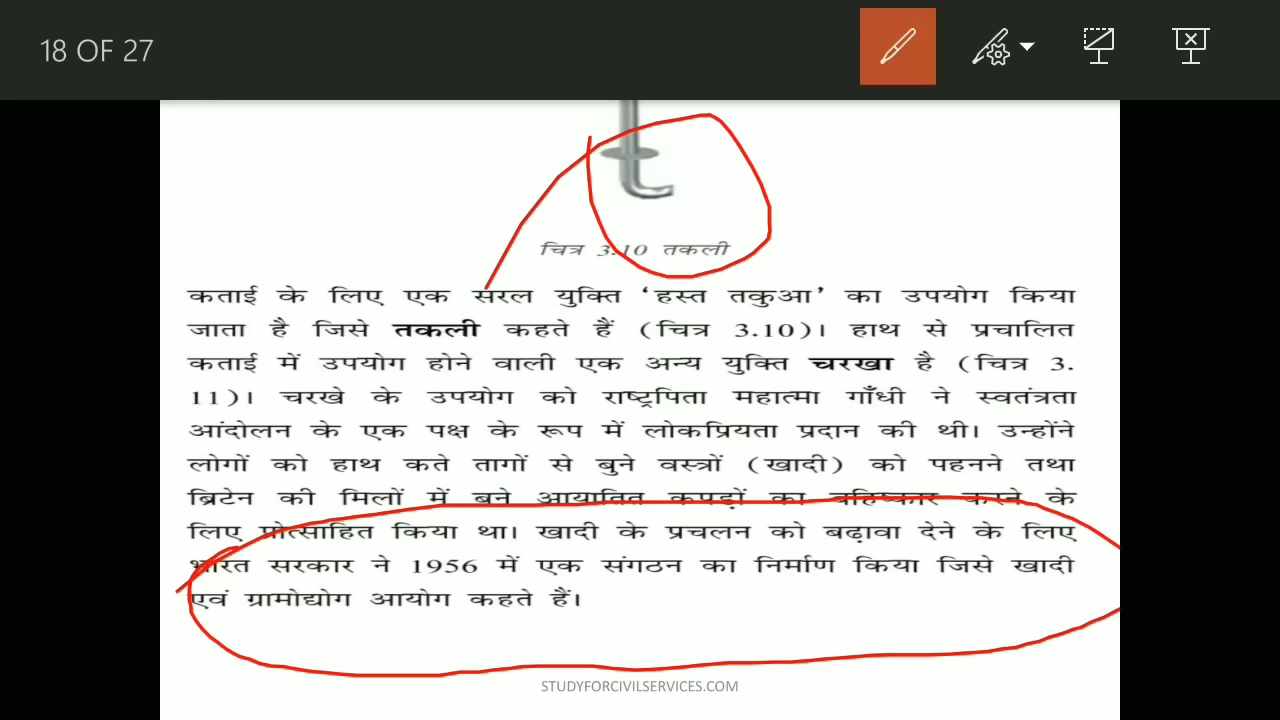 18 OF 27
चित्र 3.10 तकली
कताई के लिए एक सरल युक्ति ‘हस्त तकुआ’ का उपयोग किया
जाता है जिसे तकली कहते हैं (चित्र 3.10)। हाथ से प्रचालित
कताई में उपयोग होने वाली एक अन्य युक्ति चरखा है (चित्र 3.
11)। चरखे के उपयोग को राष्ट्रपिता महात्मा गाँधी ने स्वतंत्रता
आंदोलन के एक पक्ष के रूप में लोकप्रियता प्रदान की थी। उन्होंने
लोगों को हाथ कते तागों से बुने वस्त्रों (खादी) को पहनने तथा
ब्रिटेन की मिलों में बने आयातित कपड़ों का बहिष्कार करने के
लिए प्रोत्साहित किया था। खादी के प्रचलन को बढ़ावा देने के लिए
भारत सरकार ने 1956 में एक संगठन का निर्माण किया जिसे खादी
एवं ग्रामोद्योग आयोग कहते हैं।
STUDYFORCIVILSERVICES.COM